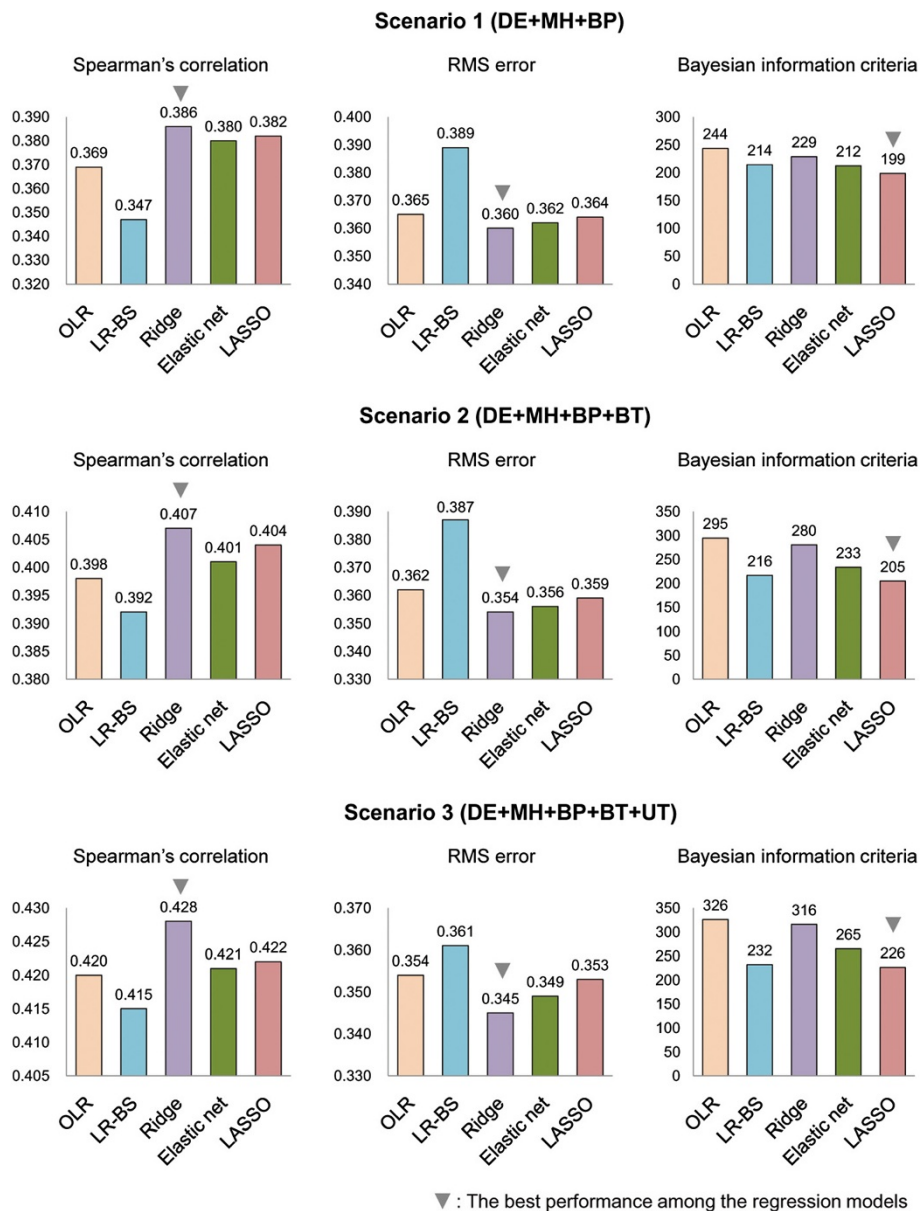 Scenario 1 (DE+MH+BP)
Spearman's correlation
0.390
0.380
0.370
0.360
0.350
0.340
0.330
0.320
0.369
0.347
0.386
0.380
0.382
OLR
LR-BS
Ridge
Elastic net
LASSO
RMS error
0.400
0.390
0.380
0.370
0.360
0.350
0.340
0.365
0.389
0.360
0.362
0.364
OLR
LR-BS
Ridge
Elastic net
LASSO
Bayesian information criteria
300
250
200
150
100
50
0
244
214
229
212
199
OLR
LR-BS
Ridge
Elastic net
LASSO
Scenario 2 (DE+MH+BP+BT)
Spearman's correlation
0.410
0.405
0.400
0.395
0.390
0.385
0.380
0.398
0.392
0.407
0.401
0.404
OLR
LR-BS
Ridge
Elastic net
LASSO
RMS error
0.390
0.380
0.370
0.360
0.350
0.340
0.330
0.362
0.387
0.354
0.356
0.359
OLR
LR-BS
Ridge
Elastic net
LASSO
Bayesian information criteria
350
300
250
200
150
100
50
0
295
216
280
233
205
OLR
LR-BS
Ridge
Elastic net
LASSO
Scenario 3 (DE+MH+BP+BT+UT)
Spearman's correlation
0.430
0.425
0.420
0.415
0.410
0.405
0.420
0.415
0.428
0.421
0.422
OLR
LR-BS
Ridge
Elastic net
LASSO
RMS error
0.370
0.360
0.350
0.340
0.330
0.354
0.361
0.345
0.349
0.353
OLR
LR-BS
Ridge
Elastic net
LASSO
Bayesian information criteria
350
300
250
200
150
100
50
0
326
232
316
265
226
OLR
LR-BS
Ridge
Elastic net
LASSO
▼ : The best performance among the regression models